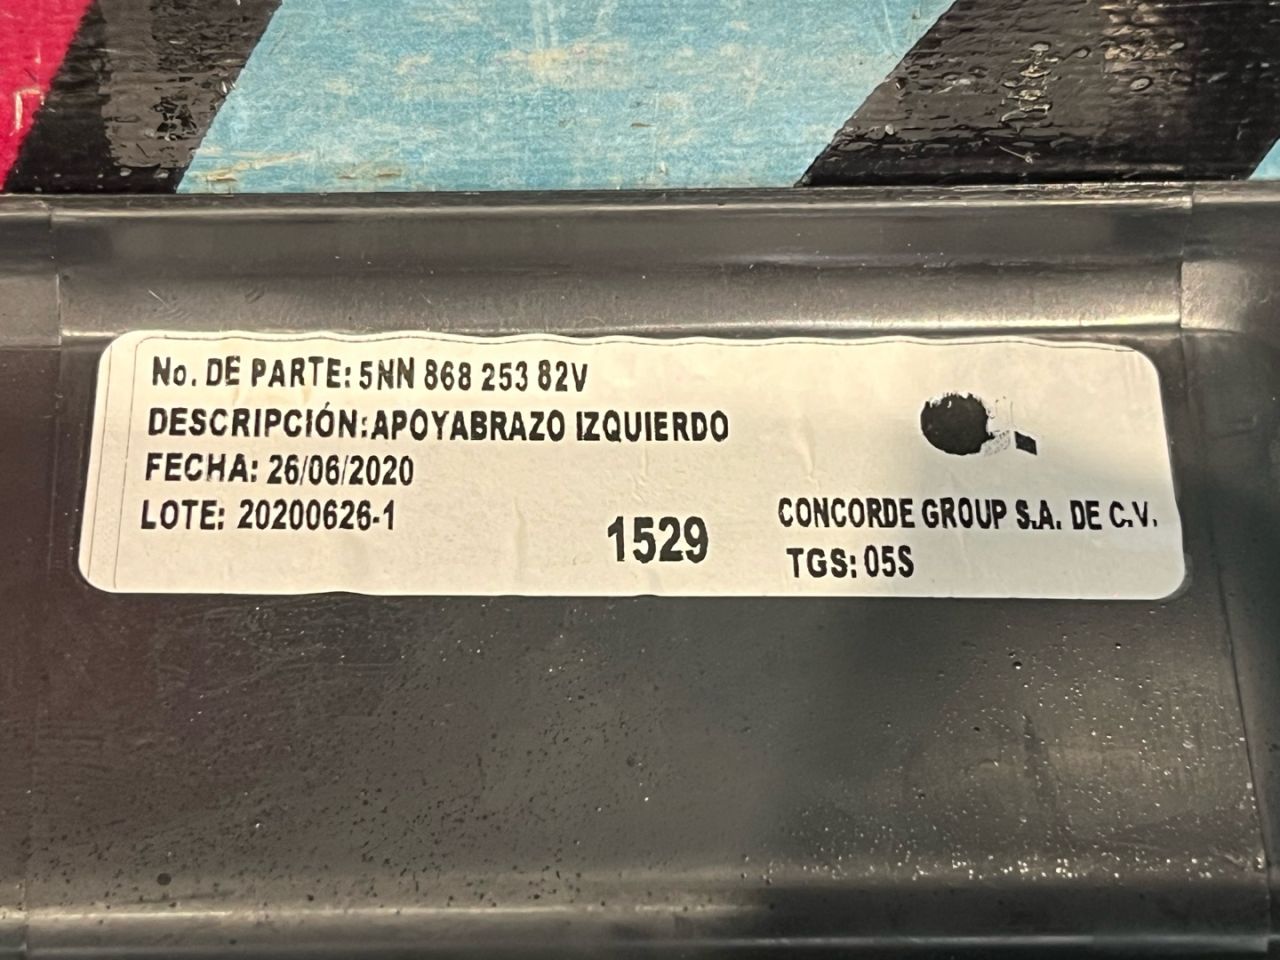 No. DE PARTE: 5NN 868 253 82V
DESCRIPCIÓN:APOYABRAZO IZQUIERDO
FECHA: 26/06/2020
LOTE: 20200626-1
1529
CONCORDE GROUP S.A. DE C.V.
TGS: 05S